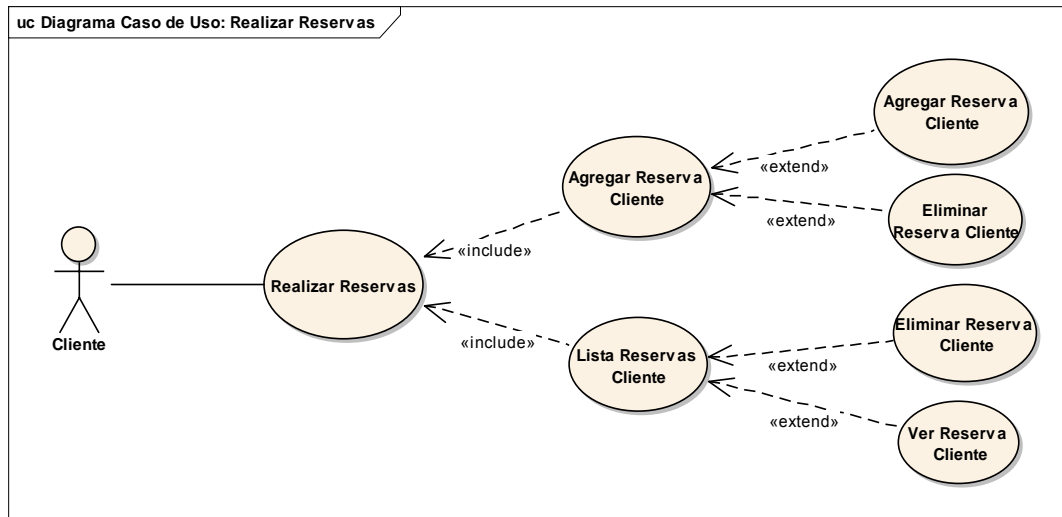 uc Diagrama Caso de Uso: Realizar Reservas
Agregar Reserva
Cliente
«extend»
Agregar Reserva
Cliente
«extend»
Eliminar
Reserva Cliente
«include»
Realizar Reservas
Cliente
«include»
Lista Reservas
Cliente
Eliminar Reserva
Cliente
«extend»
«extend»
Ver Reserva
Cliente